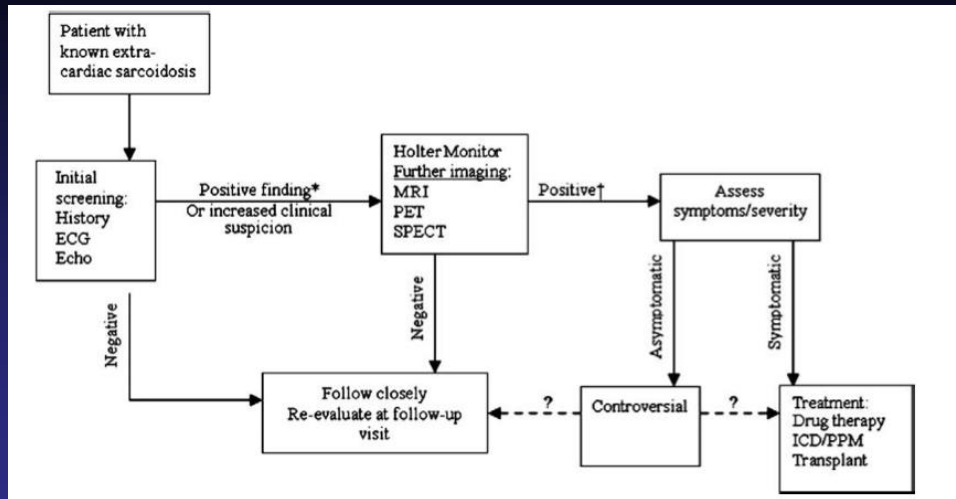 Patient with
known extra-
cardiac sarcoidosis
Initial
screening:
History
ECG
Echo
Positive finding*
Or increased clinical
suspicion
Holter Monitor
Further imaging:
MRI
PET
SPECT
Positive†
Assess
symptoms/severity
Negative
Negative
Asymptomatic
Symptomatic
Follow closely
Re-evaluate at follow-up
visit
?
Controversial
?
Treatment:
Drug therapy
ICD/PPM
Transplant